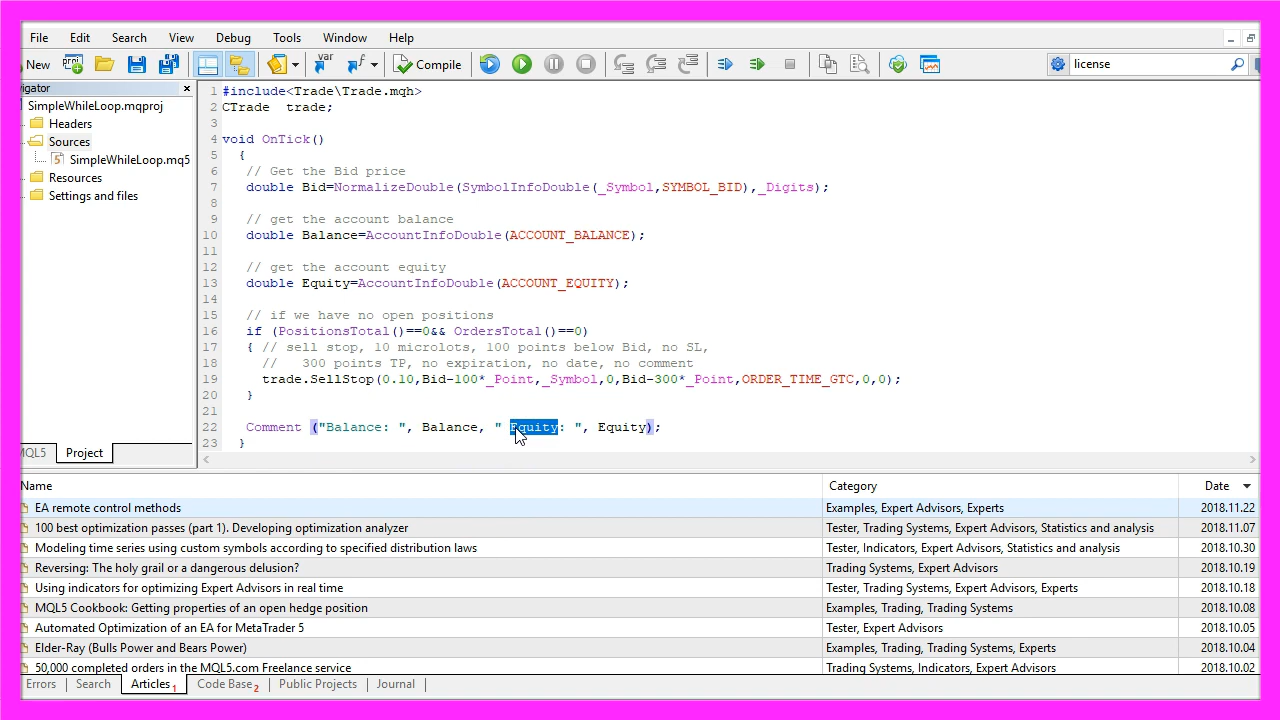 File Edit Search View Debug Tools Window Help
New var Compile license
SimpleWhileLoop.mqproj
Headers
Sources
SimpleWhileLoop.mq5
Resources
Settings and files
Project
1 #include<Trade\Trade.mqh>
2 CTrade trade;
3
4 void OnTick()
5 {
6 // Get the Bid price
7 double Bid=NormalizeDouble(SymbolInfoDouble(_Symbol,SYMBOL_BID),_Digits);
8
9 // get the account balance
10 double Balance=AccountInfoDouble(ACCOUNT_BALANCE);
11
12 // get the account equity
13 double Equity=AccountInfoDouble(ACCOUNT_EQUITY);
14
15 // if we have no open positions
16 if (PositionsTotal()==0&& OrdersTotal()==0)
17 { // sell stop, 10 microlots, 100 points below Bid, no SL,
18 // 300 points TP, no expiration, no date, no comment
19 trade.SellStop(0.10,Bid-100*_Point,_Symbol,0,Bid-300*_Point,ORDER_TIME_GTC,0,0);
20 }
21
22 Comment ("Balance: ", Balance, " Equity: ", Equity);
23 }
Name Category Date
EA remote control methods Examples, Expert Advisors, Experts 2018.11.22
100 best optimization passes (part 1). Developing optimization analyzer Tester, Trading Systems, Expert Advisors, Statistics and analysis 2018.11.07
Modeling time series using custom symbols according to specified distribution laws Tester, Indicators, Expert Advisors, Statistics and analysis 2018.10.30
Reversing: The holy grail or a dangerous delusion? Trading Systems, Expert Advisors 2018.10.19
Using indicators for optimizing Expert Advisors in real time Tester, Trading Systems, Expert Advisors, Experts 2018.10.18
MQL5 Cookbook: Getting properties of an open hedge position Examples, Trading, Trading Systems 2018.10.08
Automated Optimization of an EA for MetaTrader 5 Tester, Expert Advisors 2018.10.05
Elder-Ray (Bulls Power and Bears Power) Examples, Trading, Trading Systems, Experts 2018.10.04
50,000 completed orders in the MQL5.com Freelance service Trading Systems, Indicators, Expert Advisors 2018.10.02
Errors Search Articles 1 Code Base 2 Public Projects Journal